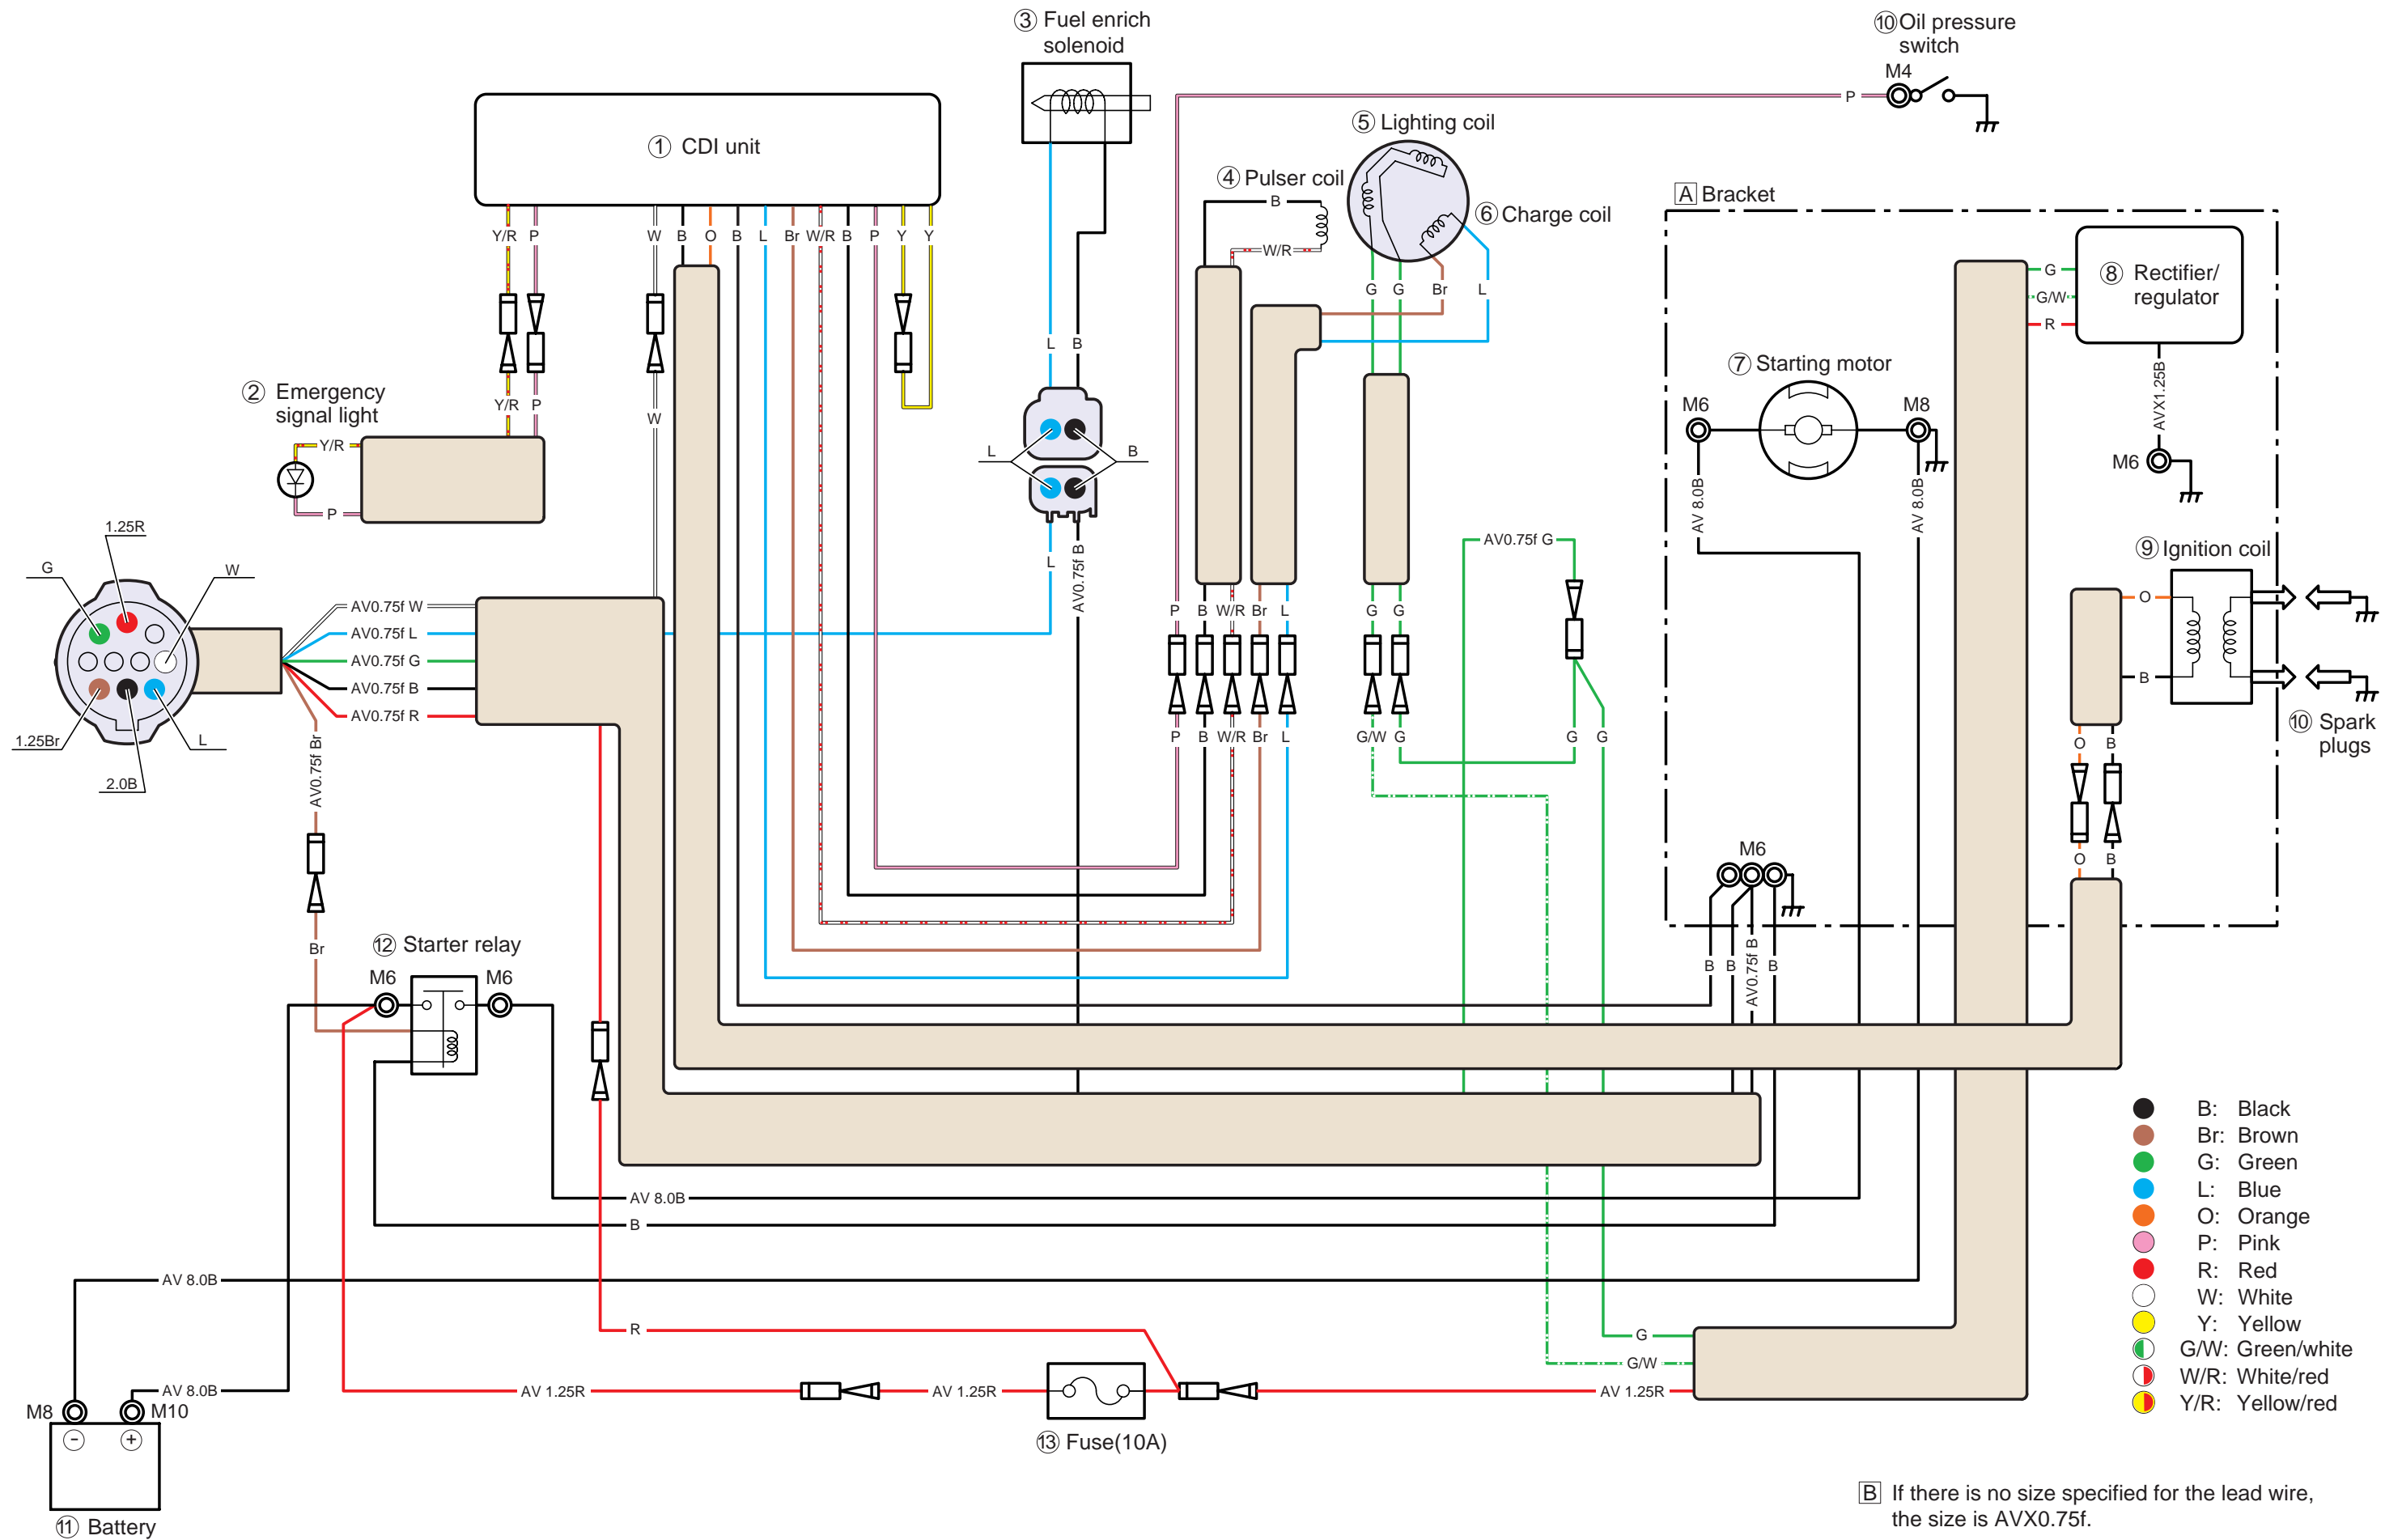 ③ Fuel enrich
solenoid
⑩ Oil pressure
switch
M4
P
① CDI unit
⑤ Lighting coil
④ Pulser coil
B
W/R
⑥ Charge coil
A Bracket
Y/R P W B O B L Br W/R B P Y Y
G G Br L
G
G/W
R
⑧ Rectifier/
regulator
AVX1.25B
M6
L B
⑦ Starting motor
M6
M8
AV 8.0B
AV 8.0B
② Emergency
signal light
Y/R P
W
Y/R
P
L
B
1.25R
G
W
1.25Br
L
2.0B
AV0.75f W
AV0.75f L
AV0.75f G
AV0.75f B
AV0.75f R
AV0.75f Br
L
AV0.75f B
AV0.75f G
⑨ Ignition coil
O
B
⑩ Spark
plugs
P B W/R Br L
G G
P B W/R Br L
G/W G
G G
O B
O B
M6
B B AV0.75f B B
Br
⑫ Starter relay
M6
M6
AV 8.0B
B
AV 8.0B
R
G
G/W
AV 8.0B
AV 1.25R
AV 1.25R
AV 1.25R
M8
M10
−
+
⑬ Fuse(10A)
⑪ Battery
B: Black
Br: Brown
G: Green
L: Blue
O: Orange
P: Pink
R: Red
W: White
Y: Yellow
G/W: Green/white
W/R: White/red
Y/R: Yellow/red
B If there is no size specified for the lead wire,
the size is AVX0.75f.